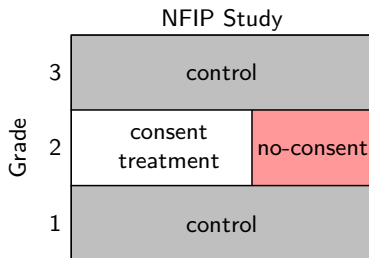 NFIP Study
3
control
Grade
2
consent
treatment
no-consent
1
control